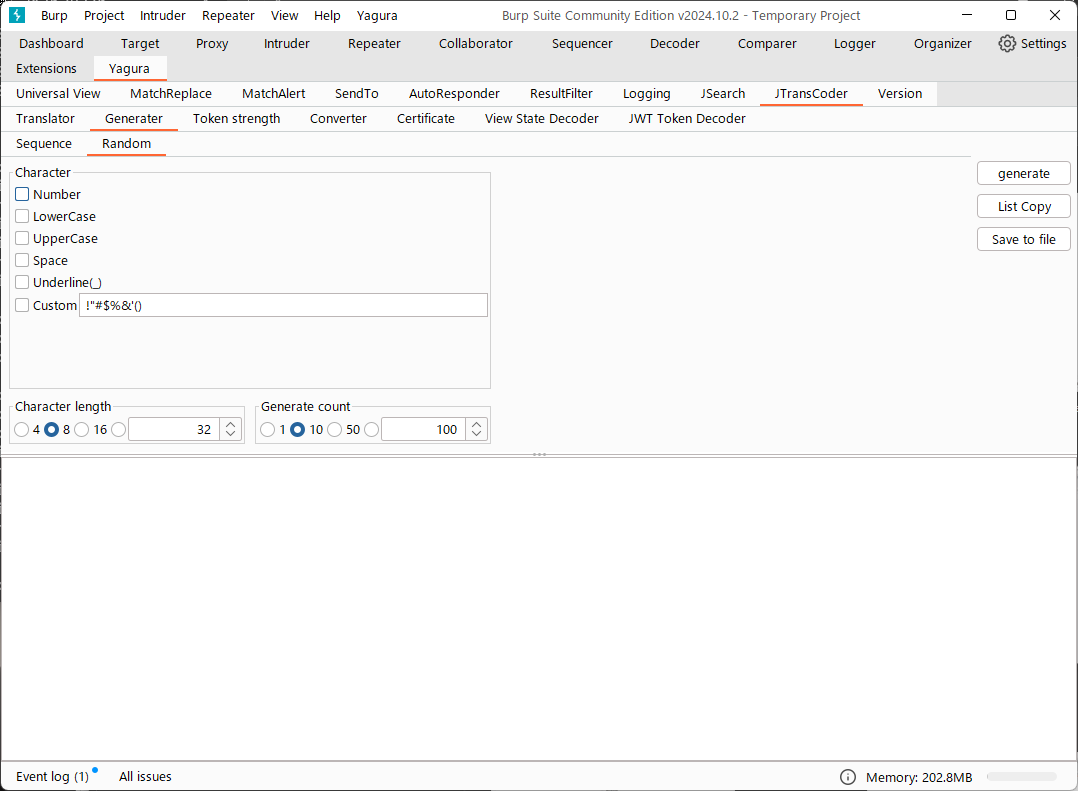 Burp Project Intruder Repeater View Help Yagura Burp Suite Community Edition v2024.10.2 - Temporary Project
Dashboard Target Proxy Intruder Repeater Collaborator Sequencer Decoder Comparer Logger Organizer Settings
Extensions Yagura
Universal View MatchReplace MatchAlert SendTo AutoResponder ResultFilter Logging JSearch JTransCoder Version
Translator Generater Token strength Converter Certificate View State Decoder JWT Token Decoder
Sequence Random
Character
Number
LowerCase
UpperCase
Space
Underline(_)
Custom !"#$%&'()
generate
List Copy
Save to file
Character length
4 8 16 32
Generate count
1 10 50 100
Event log (1) All issues Memory: 202.8MB